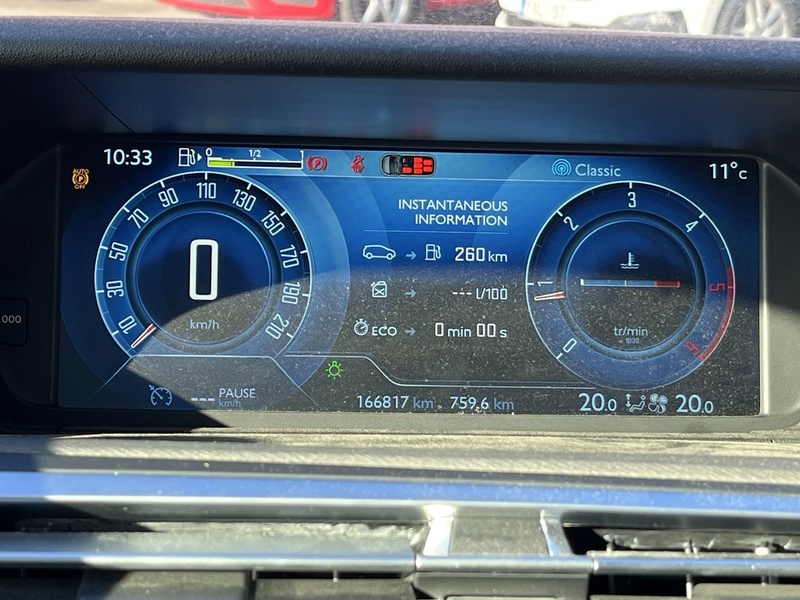 10:33
0 1/2 1
Classic
11°C
AUTO
P
OFF
10 30 50 70 90 110 130 150 170 190 210
0
km/h
INSTANTANEOUS
INFORMATION
260 km
--- l/100
ECO 0 min 00 s
0 1 2 3 4 5 6
tr/min
x 1000
--- PAUSE
km/h
166817 km 759.6 km
20.0 20.0
000